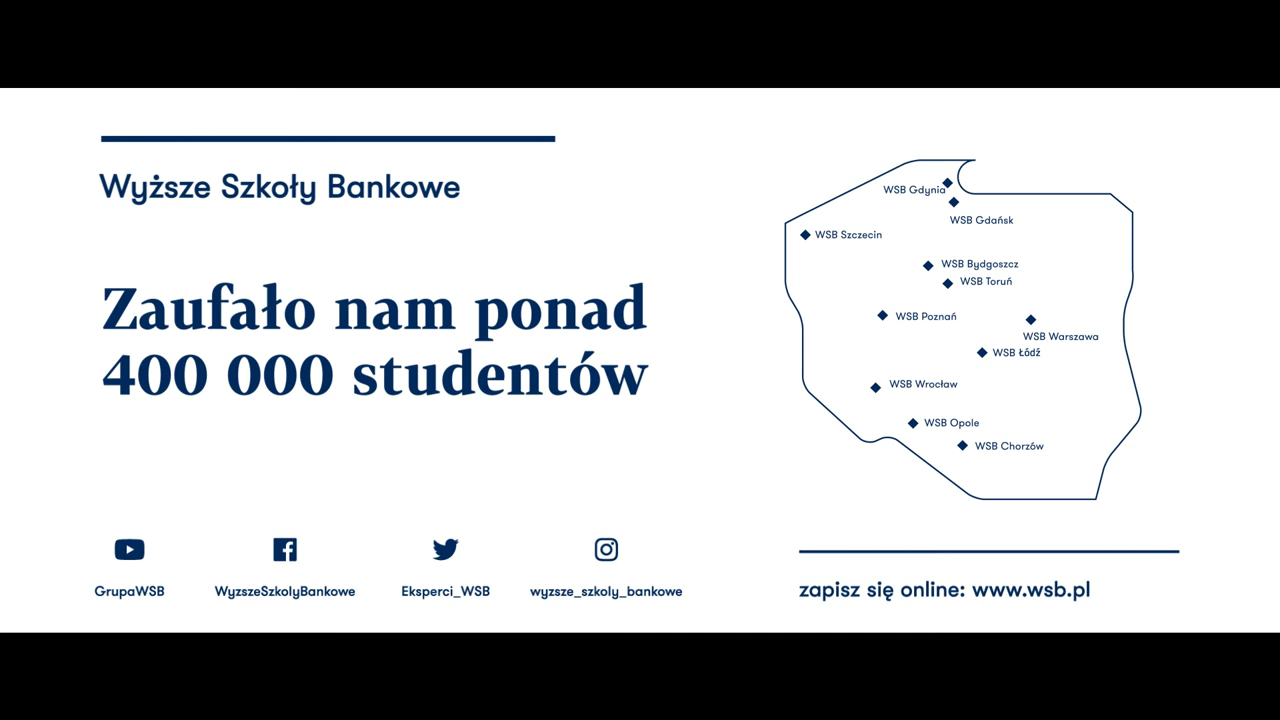 Wyższe Szkoły Bankowe
Zaufało nam ponad
400 000 studentów
GrupaWSB
WyzszeSzkolyBankowe
Eksperci_WSB
wyzsze_szkoly_bankowe
WSB Gdynia
WSB Gdańsk
WSB Szczecin
WSB Bydgoszcz
WSB Toruń
WSB Poznań
WSB Warszawa
WSB Łódź
WSB Wrocław
WSB Opole
WSB Chorzów
zapisz się online: www.wsb.pl